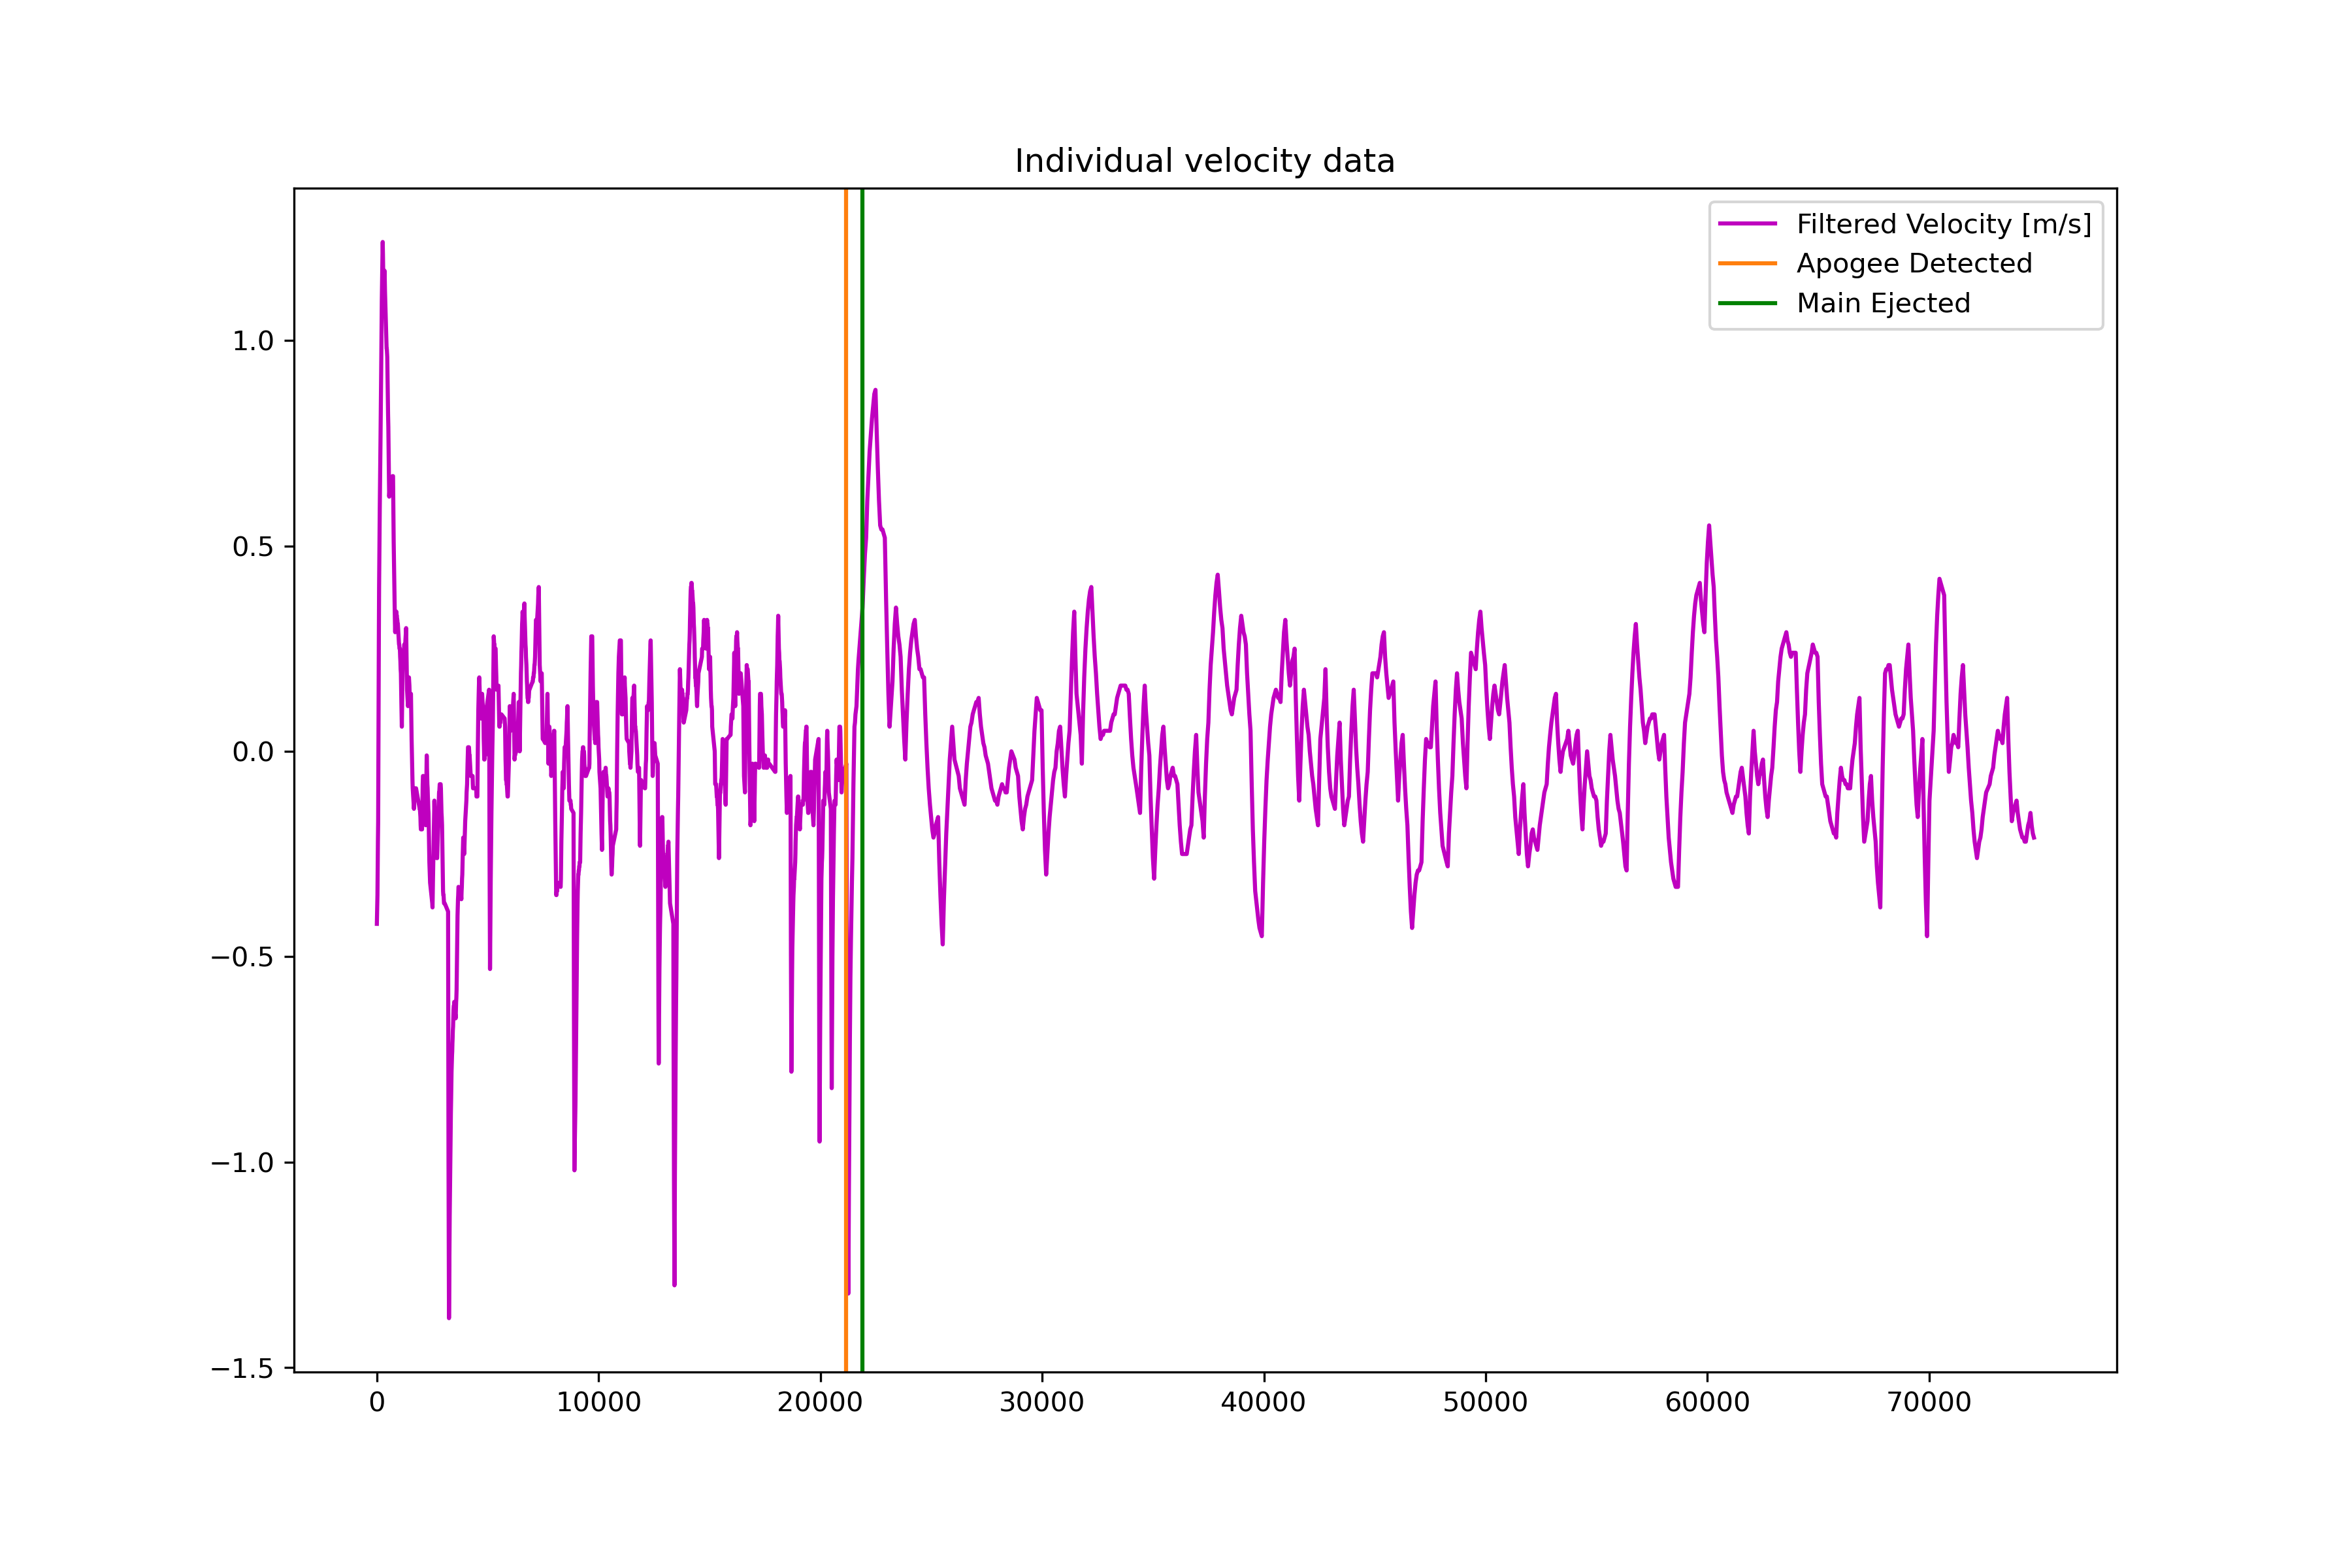 Individual velocity data
Filtered Velocity [m/s]
Apogee Detected
Main Ejected
1.0
0.5
0.0
−0.5
−1.0
−1.5
0 10000 20000 30000 40000 50000 60000 70000